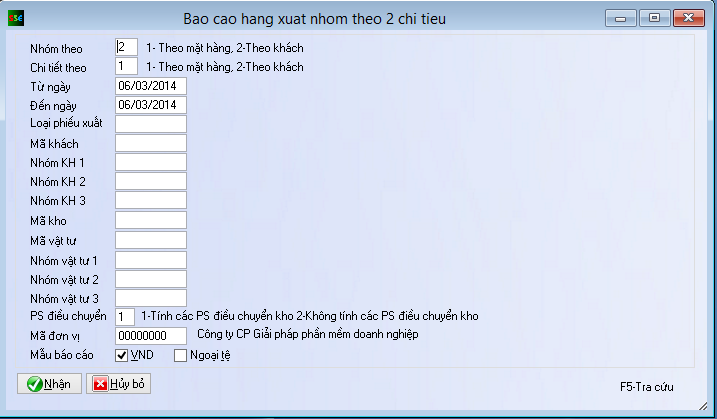 Bao cao hang xuat nhom theo 2 chi tieu
Nhóm theo 2 1- Theo mặt hàng, 2-Theo khách
Chi tiết theo 1 1- Theo mặt hàng, 2-Theo khách
Từ ngày 06/03/2014
Đến ngày 06/03/2014
Loại phiếu xuất
Mã khách
Nhóm KH 1
Nhóm KH 2
Nhóm KH 3
Mã kho
Mã vật tư
Nhóm vật tư 1
Nhóm vật tư 2
Nhóm vật tư 3
PS điều chuyển 1 1-Tính các PS điều chuyển kho 2-Không tính các PS điều chuyển kho
Mã đơn vị 00000000 Công ty CP Giải pháp phần mềm doanh nghiệp
Mẫu báo cáo VND Ngoại tệ
Nhận Hủy bỏ F5-Tra cứu